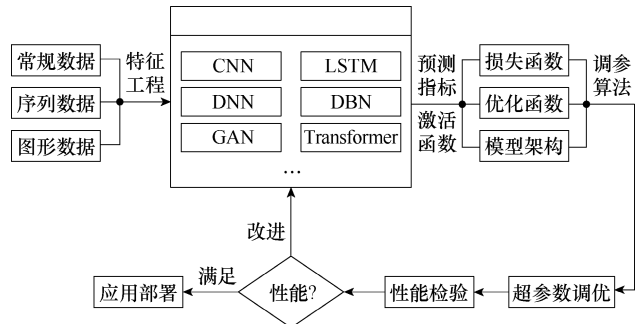 常规数据
序列数据
图形数据
特征
工程
CNN
LSTM
DNN
DBN
GAN
Transformer
...
预测
指标
激活
函数
损失函数
优化函数
模型架构
调参
算法
改进
应用部署
满足
性能?
性能检验
超参数调优